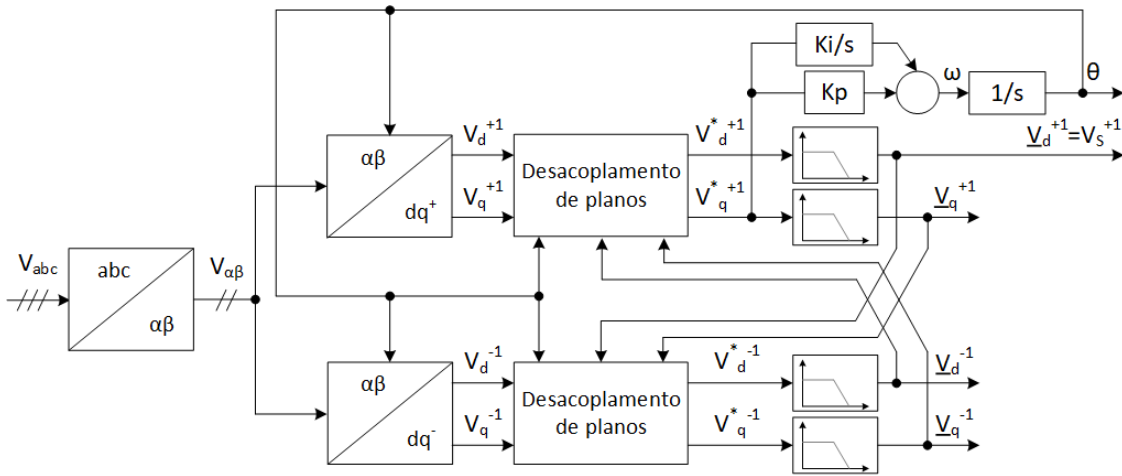 Ki/s
Kp
ω
1/s
θ
αβ
dq⁺
V_d⁺¹
V_q⁺¹
Desacoplamento
de planos
V*_d⁺¹
V*_q⁺¹
V_d⁺¹=V_S⁺¹
V_q⁺¹
V_abc
abc
αβ
V_αβ
αβ
dq⁻
V_d⁻¹
V_q⁻¹
Desacoplamento
de planos
V*_d⁻¹
V*_q⁻¹
V_d⁻¹
V_q⁻¹